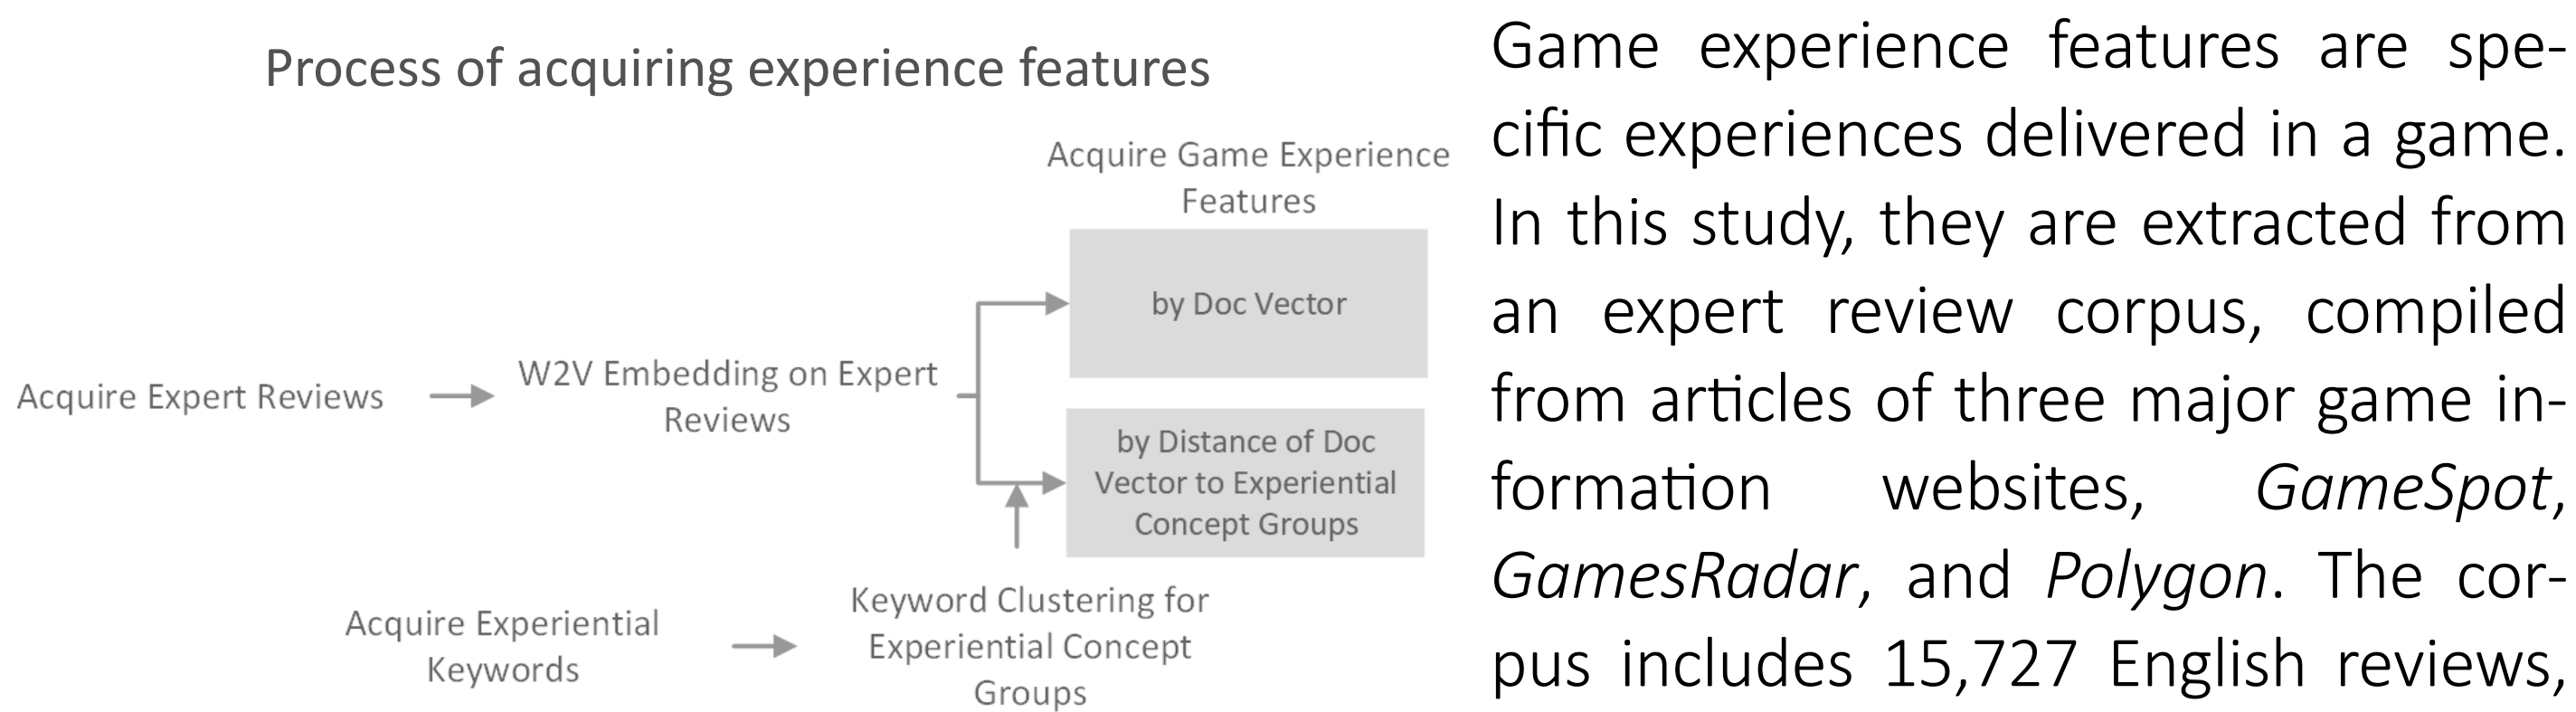 Process of acquiring experience features
Acquire Game Experience
Features
by Doc Vector
Acquire Expert Reviews
W2V Embedding on Expert
Reviews
by Distance of Doc
Vector to Experiential
Concept Groups
Acquire Experiential
Keywords
Keyword Clustering for
Experiential Concept
Groups
Game experience features are spe-
cific experiences delivered in a game.
In this study, they are extracted from
an expert review corpus, compiled
from articles of three major game in-
formation websites, GameSpot,
GamesRadar, and Polygon. The cor-
pus includes 15,727 English reviews,